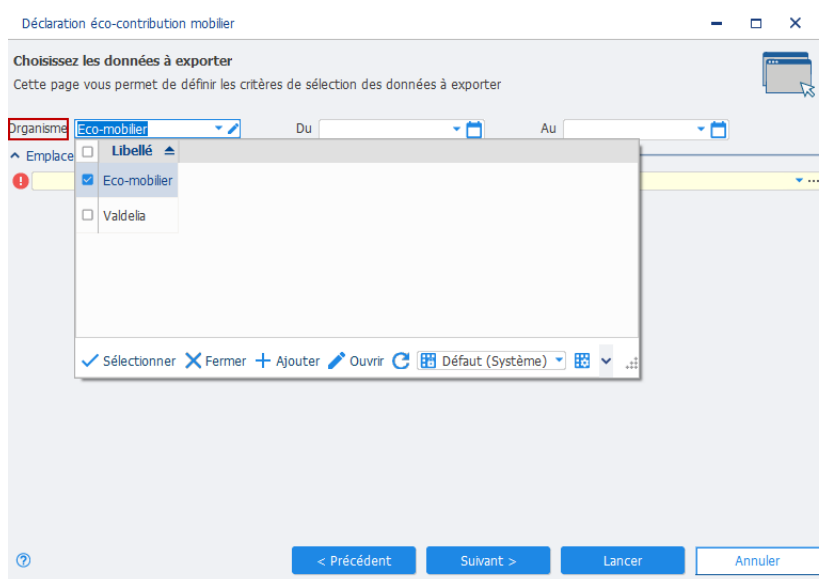 Déclaration éco-contribution mobilier
Choisissez les données à exporter
Cette page vous permet de définir les critères de sélection des données à exporter
Organisme Eco-mobilier Du Au
Emplace
Libellé
Eco-mobilier
Valdelia
Sélectionner Fermer Ajouter Ouvrir Défaut (Système)
< Précédent Suivant > Lancer Annuler